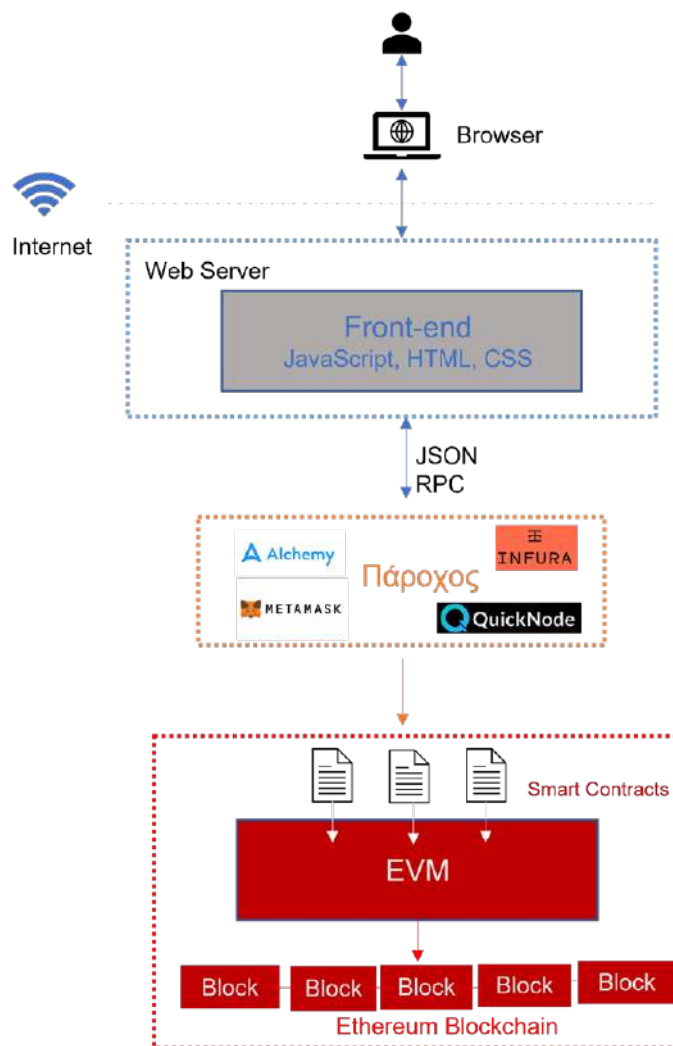 Browser
Internet
Web Server
Front-end
JavaScript, HTML, CSS
JSON
RPC
Alchemy
INFURA
Πάροχος
METAMASK
QuickNode
Smart Contracts
EVM
Block Block Block Block Block
Ethereum Blockchain